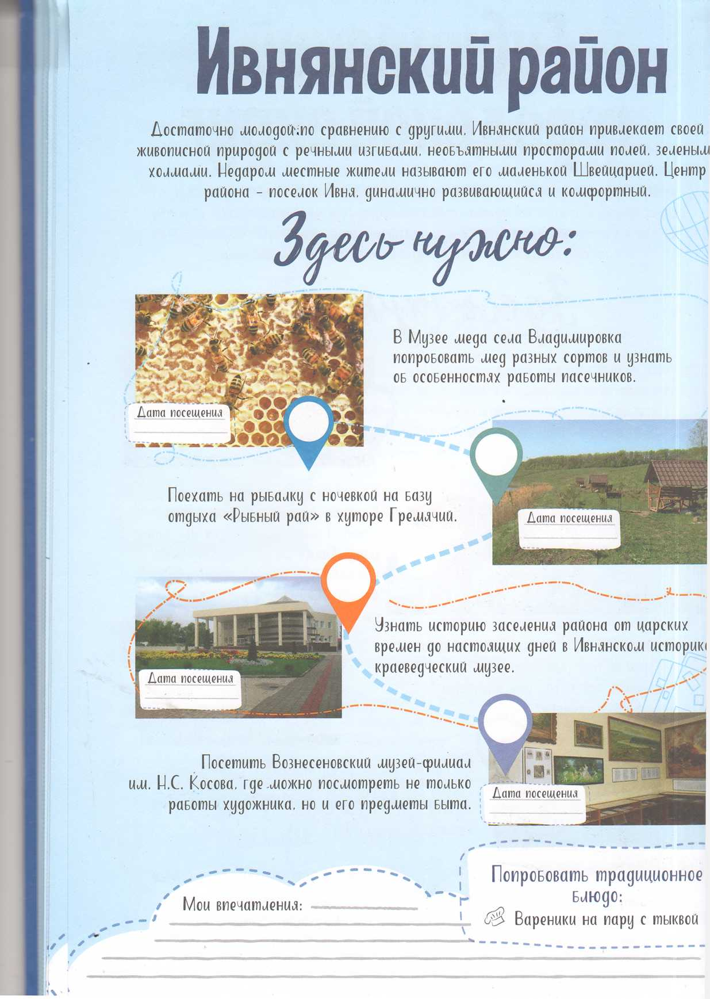 Ивнянский район
Достаточно молодой по сравнению с другими, Ивнянский район привлекает своей
живописной природой с речными изгибами, необъятными просторами полей, зеленым
холмами. Недаром местные жители называют его маленькой Швейцарией. Центр
района – поселок Ивня, динамично развивающийся и комфортный.
Здесь нужно:
В Музее меда села Владимировка
попробовать мед разных сортов и узнать
об особенностях работы пасечников.
Дата посещения
Поехать на рыбалку с ночевкой на базу
отдыха «Рыбный рай» в хуторе Гремячий.
Дата посещения
Узнать историю заселения района от царских
времен до настоящих дней в Ивнянском историко
краеведческий музее.
Дата посещения
Посетить Вознесеновский музей-филиал
им. Н.С. Косова, где можно посмотреть не только
работы художника, но и его предметы быта.
Дата посещения
Попробовать традиционное
блюдо:
Вареники на пару с тыквой
Мои впечатления: